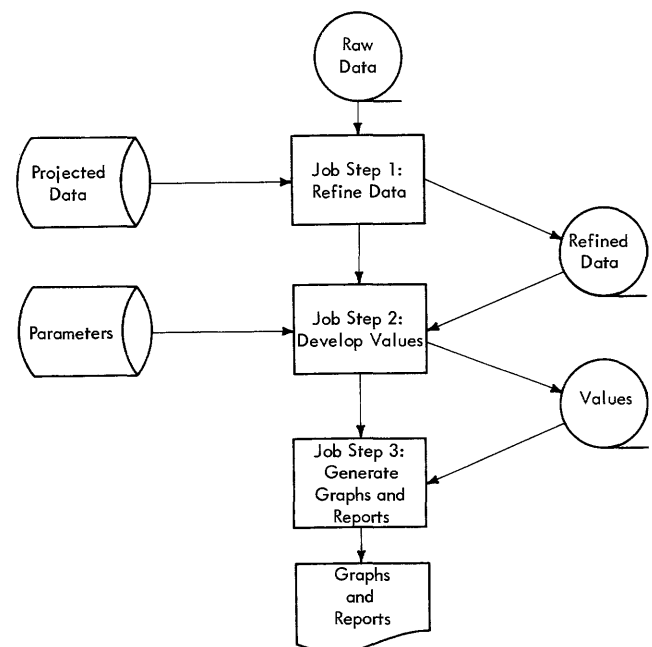 Raw
Data
Projected
Data
Job Step 1:
Refine Data
Refined
Data
Parameters
Job Step 2:
Develop Values
Values
Job Step 3:
Generate
Graphs and
Reports
Graphs
and
Reports